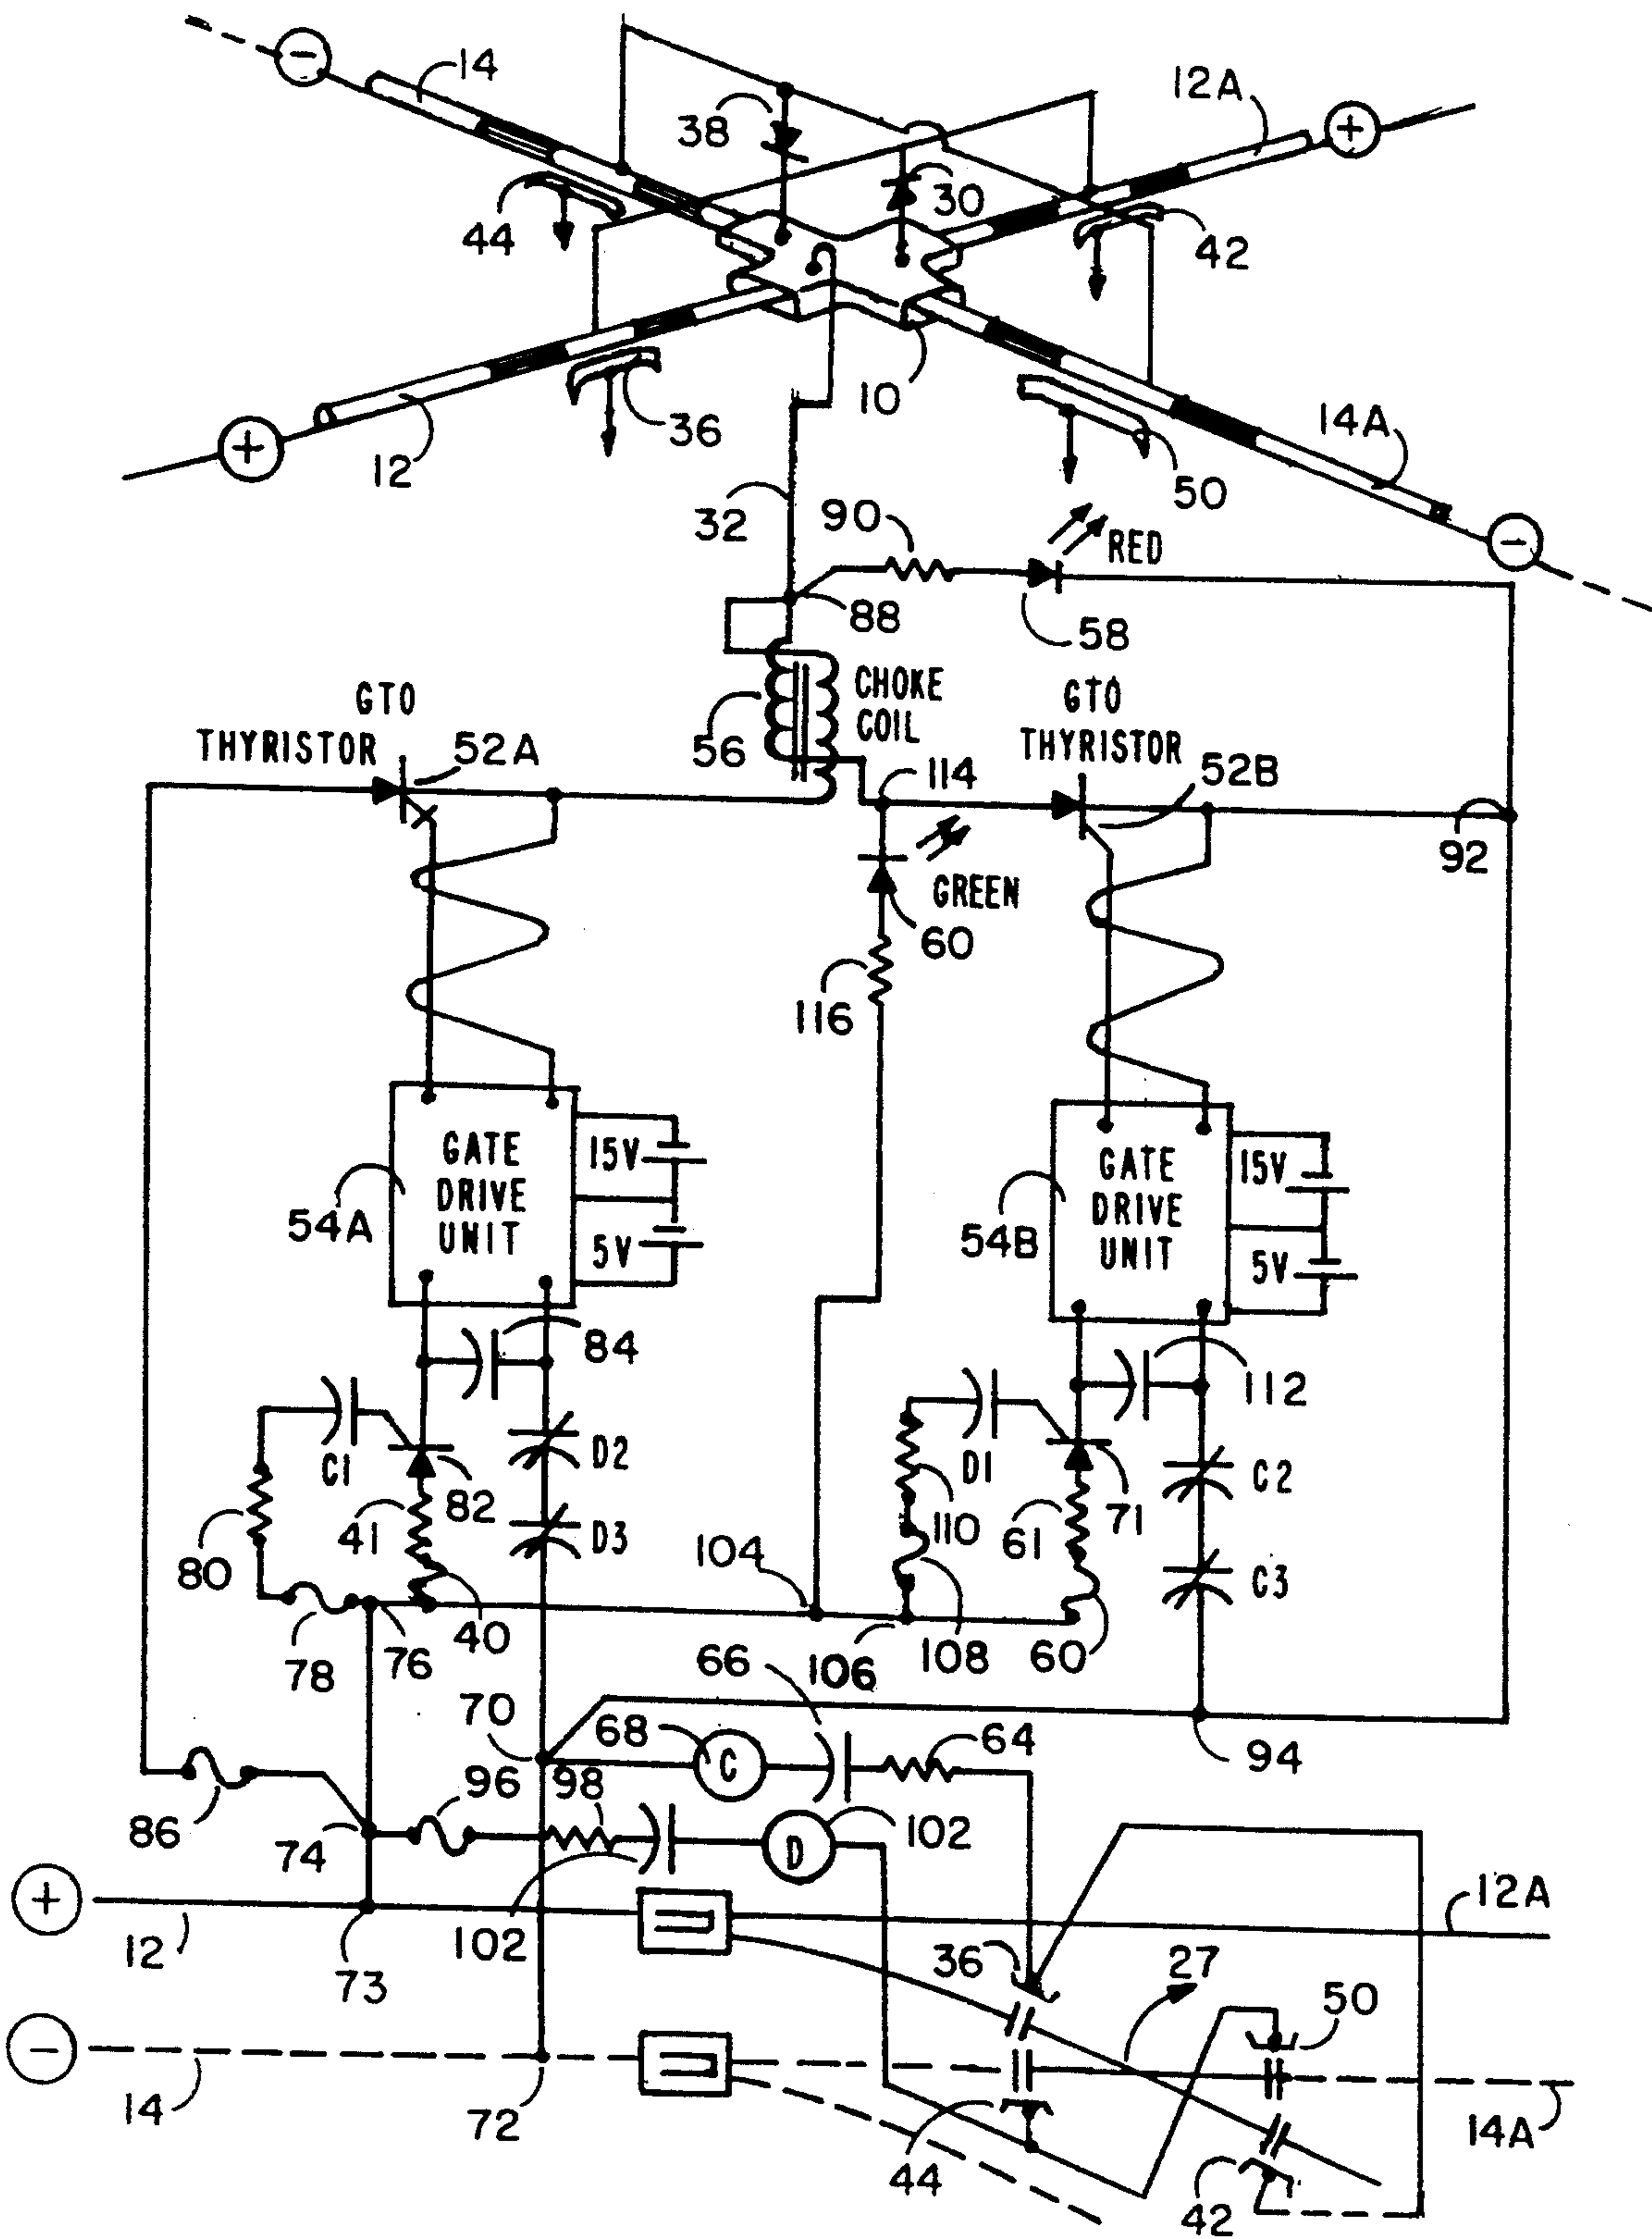 −
14
12A
+
38
30
44
42
10
14A
12
36
50
+
32
90
RED
−
88
58
GTO
THYRISTOR
52A
56
CHOKE
COIL
GTO
THYRISTOR
114
52B
92
GREEN
60
116
GATE
DRIVE
UNIT
15V
5V
54A
GATE
DRIVE
UNIT
15V
5V
54B
84
112
C1
D2
82
D1
C2
41
110
61
71
80
D3
104
C3
78
76
40
66
106
108
60
70
68
C
64
94
96
98
86
74
D
102
+
12
102
12A
73
36
27
50
−
14
72
44
42
14A